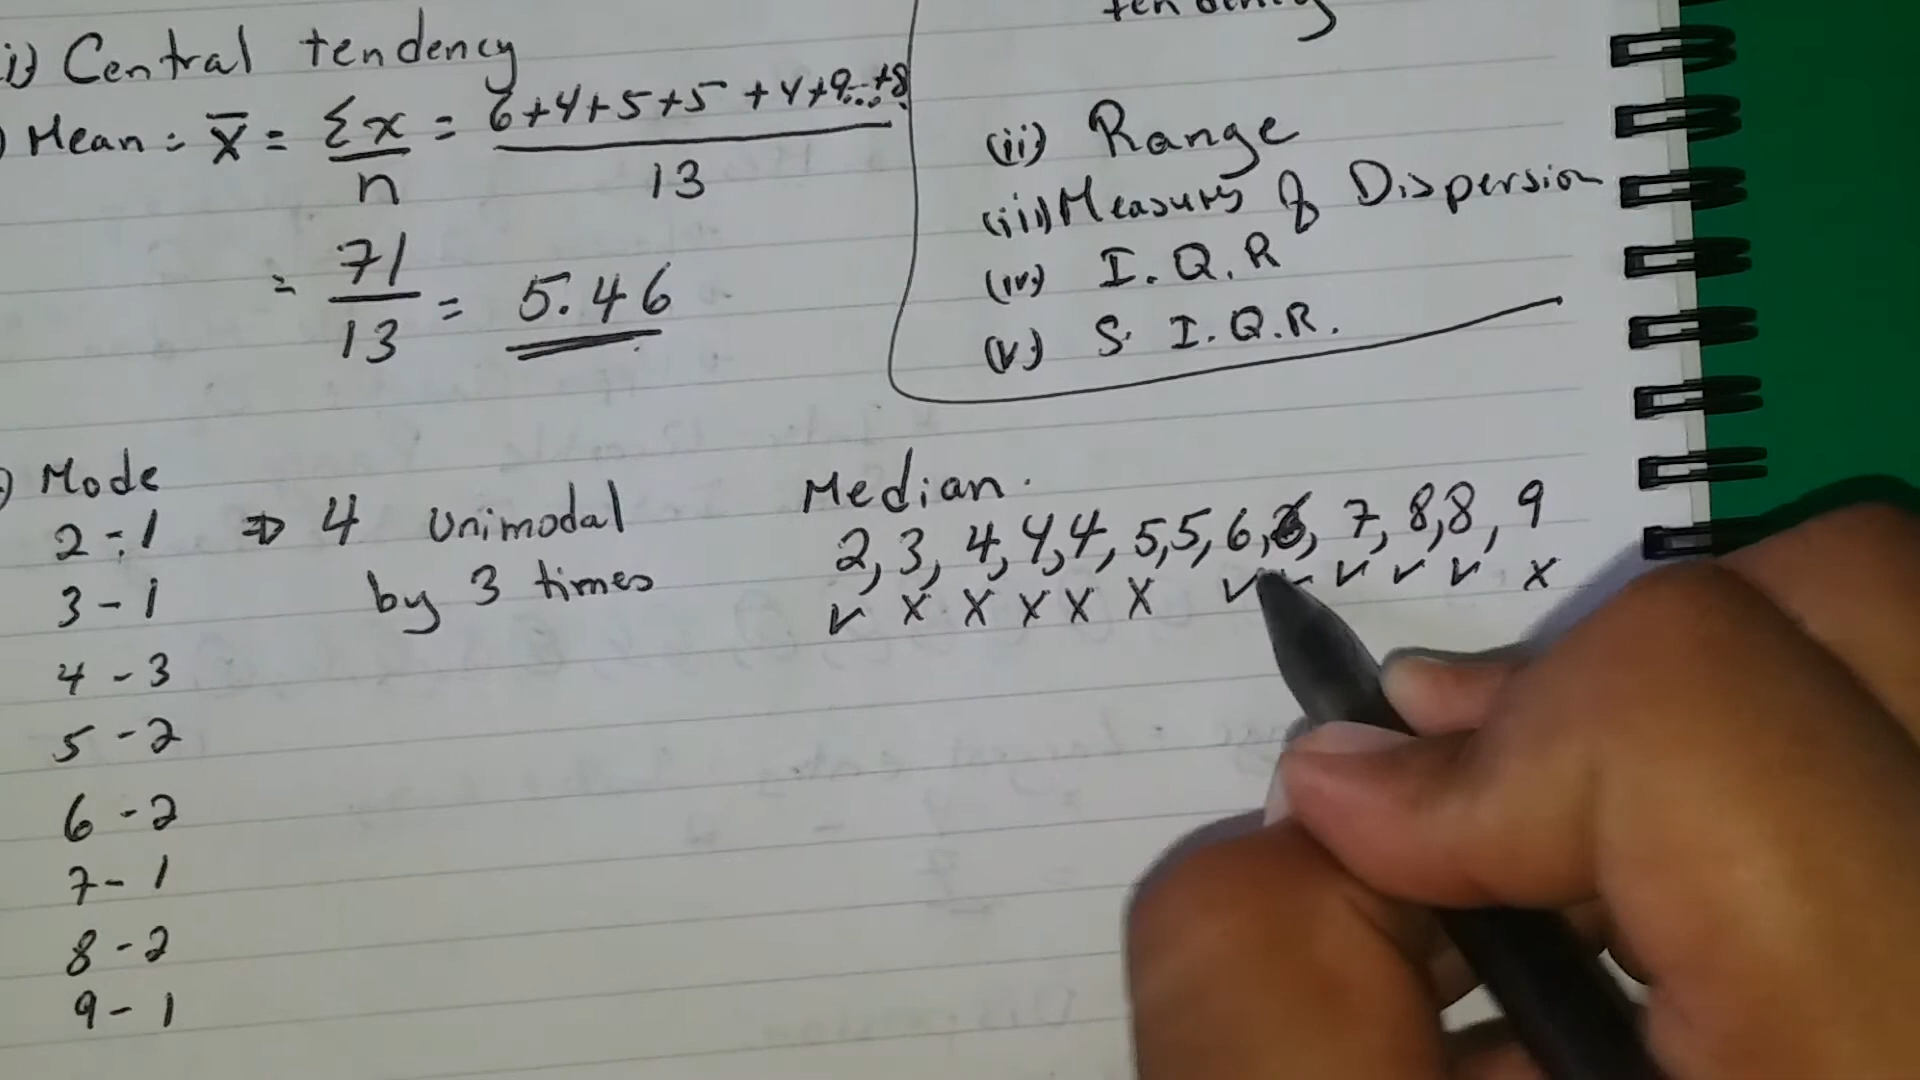 i) Central tendency
) Mean = x̄ = Σx/n = 6+4+5+5+4+9...+8/13
= 71/13 = 5.46
tendency
(ii) Range
(iii) Measures of Dispersion
(iv) I.Q.R
(v) S.I.Q.R.
) Mode
2 - 1 ⇒ 4 Unimodal
3 - 1 by 3 times
4 - 3
5 - 2
6 - 2
7 - 1
8 - 2
9 - 1
Median.
2, 3, 4, 4, 4, 5, 5, 6, 6, 7, 8, 8, 9
✓ x x x x x ✓ ✓ ✓ ✓ ✓ x